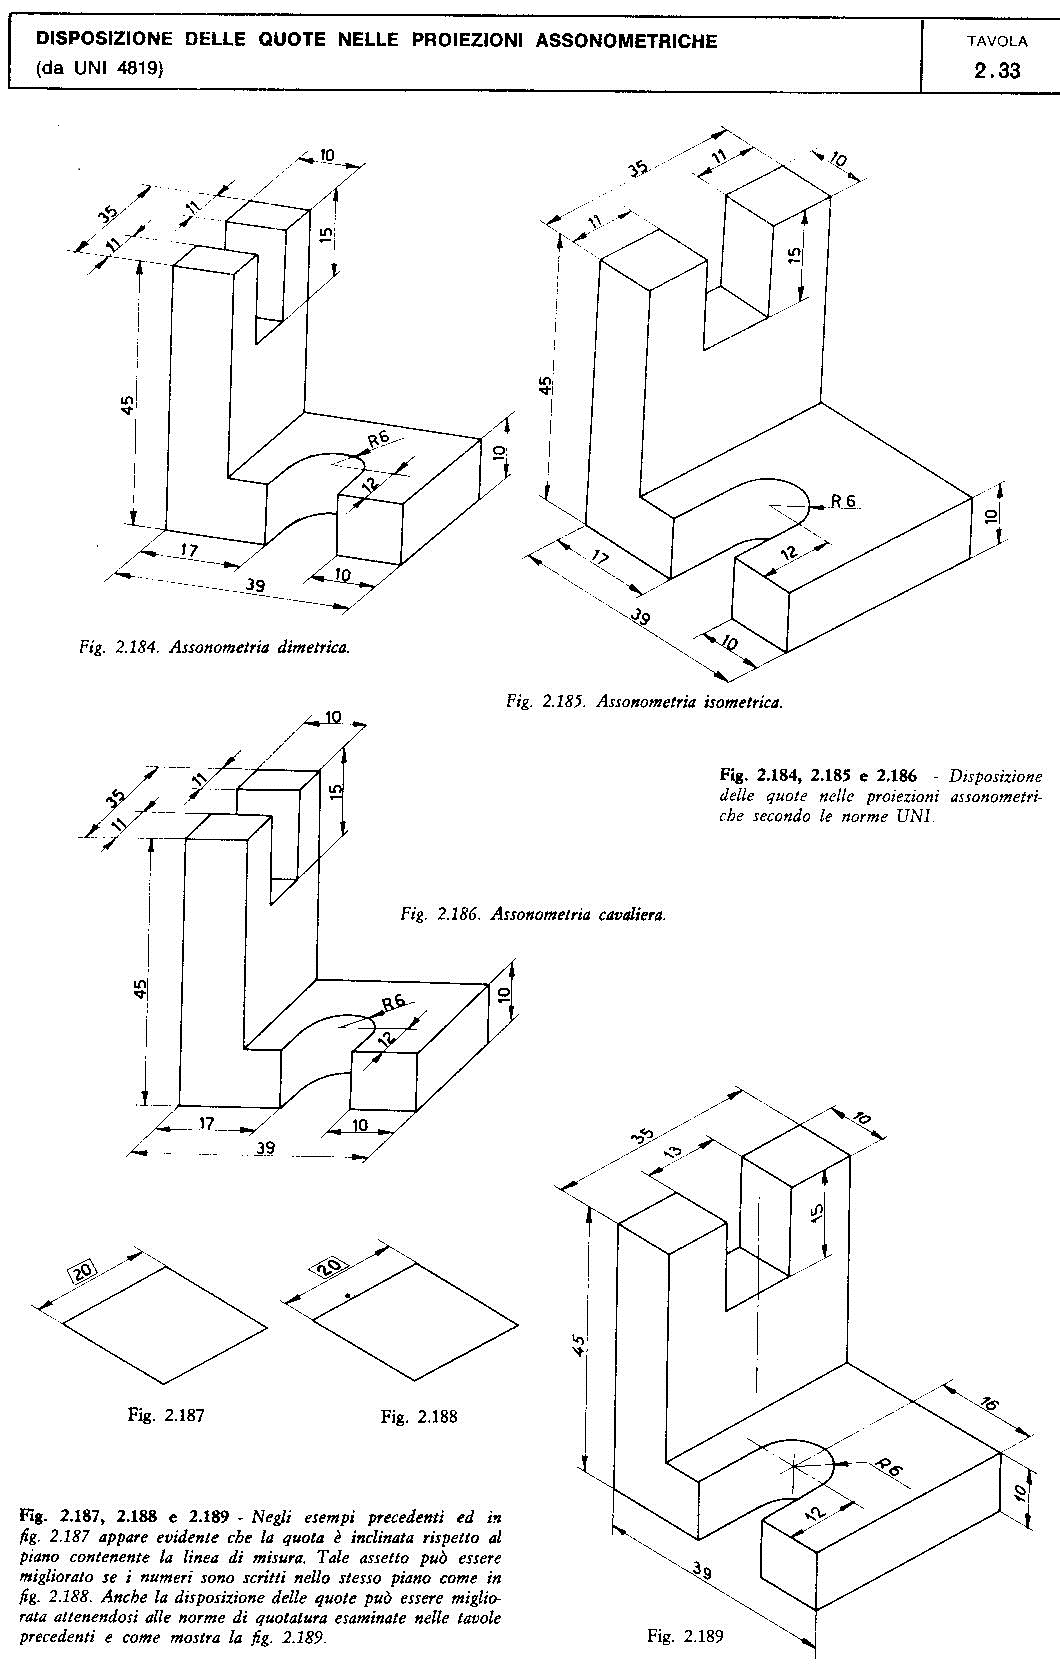 DISPOSIZIONE DELLE QUOTE NELLE PROIEZIONI ASSONOMETRICHE
(da UNI 4819)
TAVOLA
2.33
10
35
11
11
15
45
R6
10
12
17
10
39
Fig. 2.184. Assonometria dimetrica.
35
11
10
11
15
45
R6
10
12
17
39
10
Fig. 2.185. Assonometria isometrica.
Fig. 2.184, 2.185 e 2.186 - Disposizione
delle quote nelle proiezioni assonometri-
che secondo le norme UNI.
10
35
11
11
15
45
R6
10
12
17
10
39
Fig. 2.186. Assonometria cavaliera.
20
Fig. 2.187
20
Fig. 2.188
35
13
10
15
45
16
R6
12
10
39
Fig. 2.189
Fig. 2.187, 2.188 e 2.189 - Negli esempi precedenti ed in
fig. 2.187 appare evidente che la quota è inclinata rispetto al
piano contenente la linea di misura. Tale assetto può essere
migliorato se i numeri sono scritti nello stesso piano come in
fig. 2.188. Anche la disposizione delle quote può essere miglio-
rata attenendosi alle norme di quotatura esaminate nelle tavole
precedenti e come mostra la fig. 2.189.